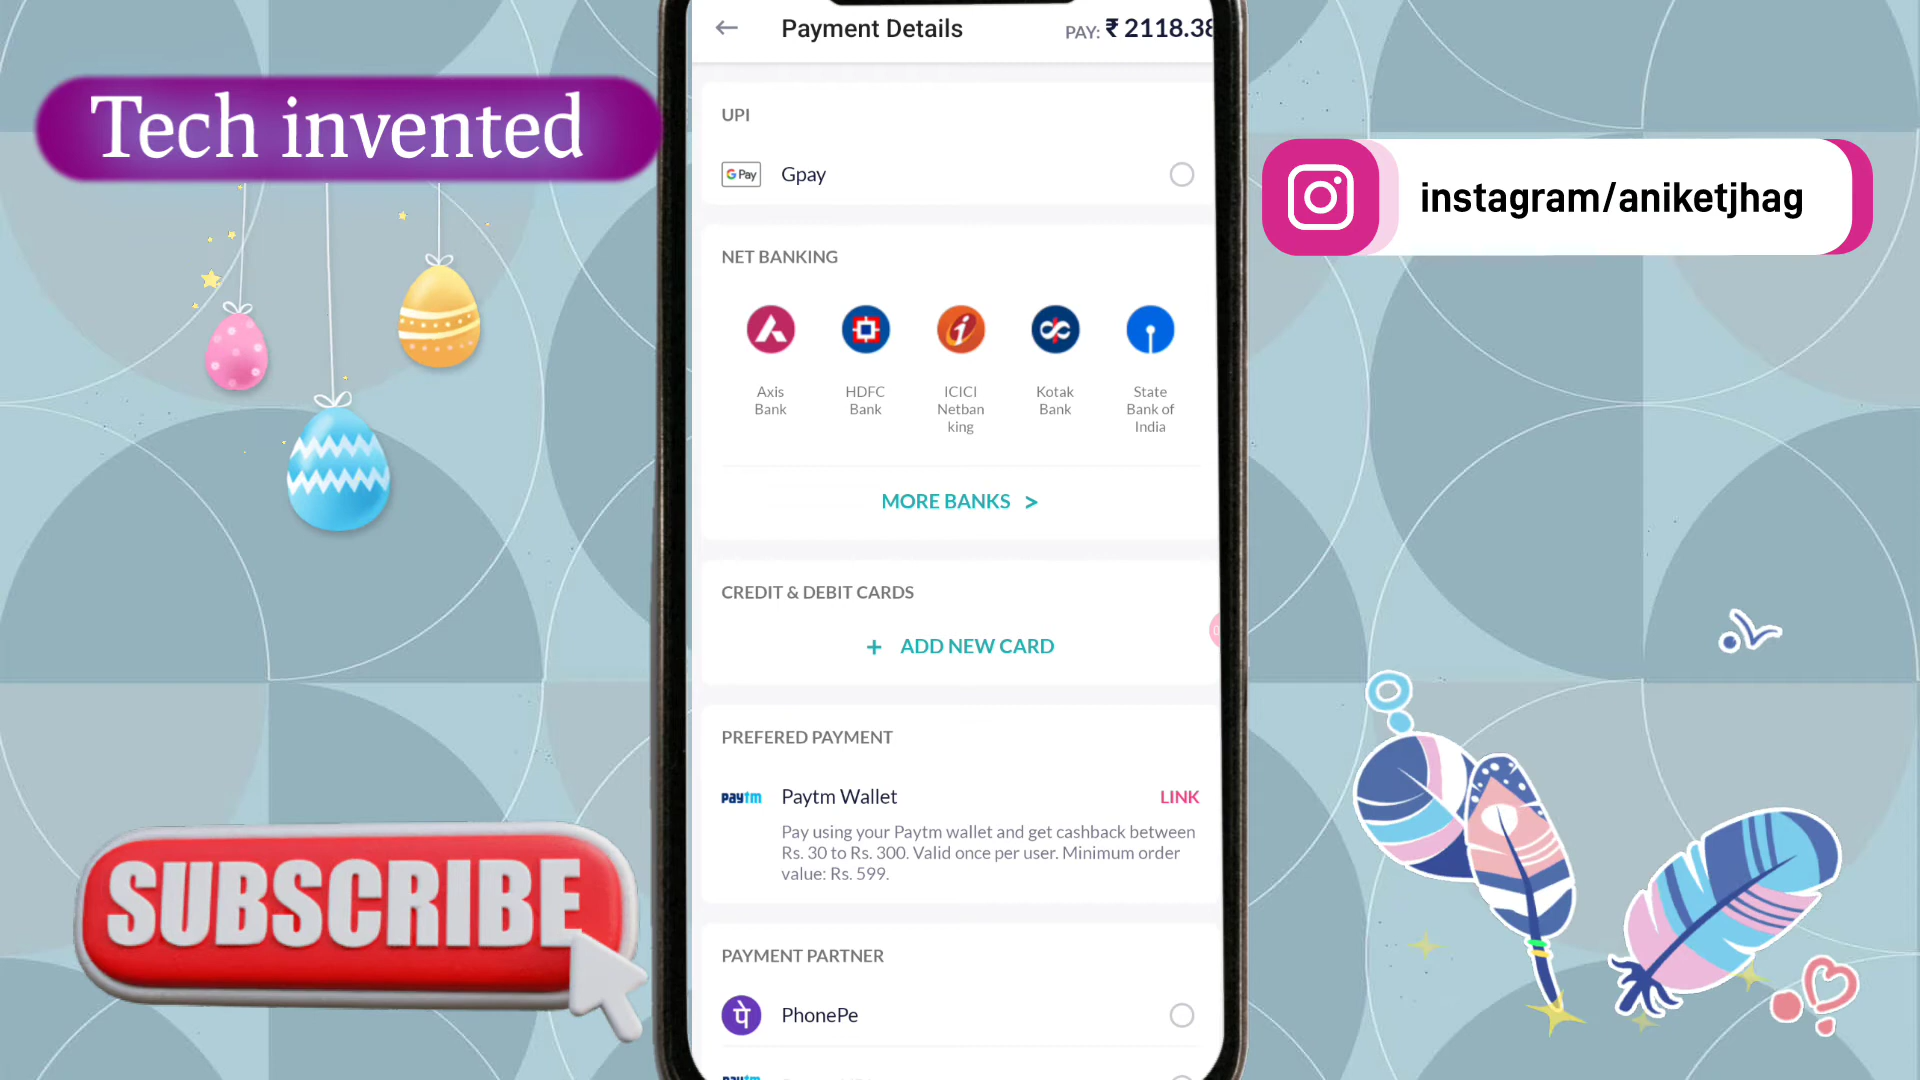 Tech invented
instagram/aniketjhag
SUBSCRIBE
Payment Details
PAY: ₹ 2118.38
UPI
G Pay
Gpay
NET BANKING
Axis
Bank
HDFC
Bank
ICICI
Netban
king
Kotak
Bank
State
Bank of
India
MORE BANKS >
CREDIT & DEBIT CARDS
+ ADD NEW CARD
PREFERED PAYMENT
paytm
Paytm Wallet
LINK
Pay using your Paytm wallet and get cashback between
Rs. 30 to Rs. 300. Valid once per user. Minimum order
value: Rs. 599.
PAYMENT PARTNER
पे
PhonePe